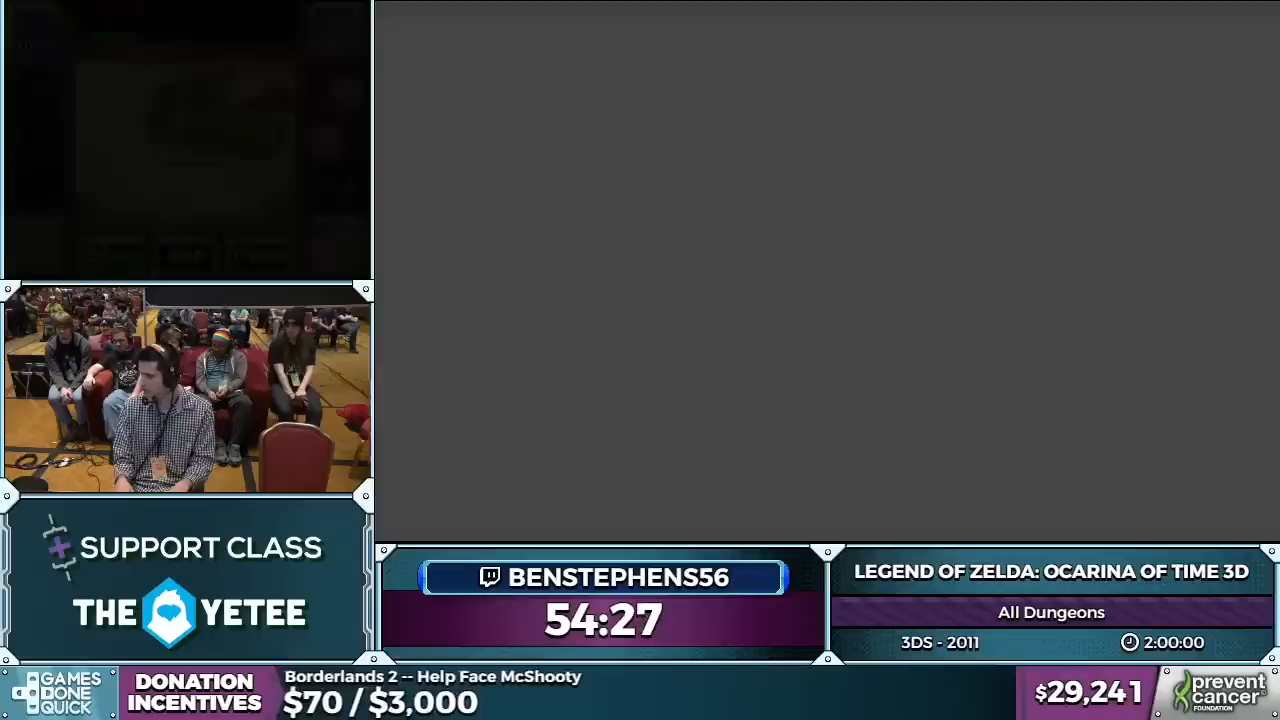 SUPPORT CLASS
THE YETEE
BENSTEPHENS56
54:27
LEGEND OF ZELDA: OCARINA OF TIME 3D
All Dungeons
3DS - 2011 2:00:00
GAMES DONE QUICK
DONATION INCENTIVES
Borderlands 2 -- Help Face McShooty
$70 / $3,000
$29,241
prevent cancer FOUNDATION